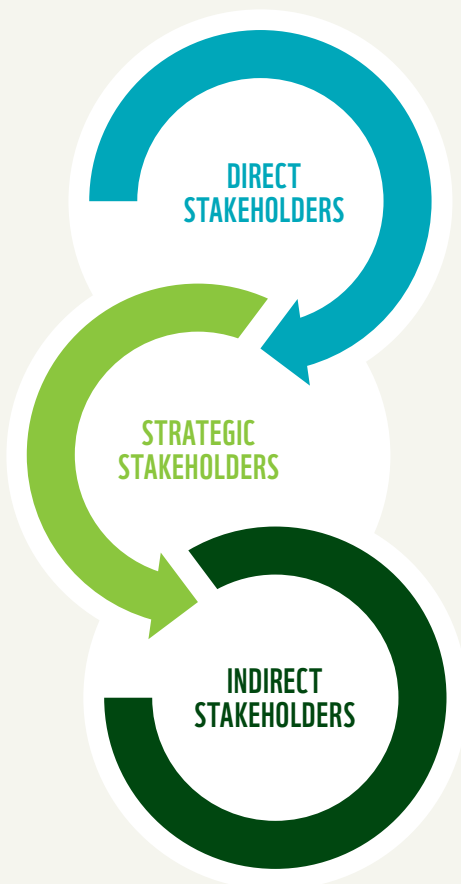 DIRECT
STAKEHOLDERS
STRATEGIC
STAKEHOLDERS
INDIRECT
STAKEHOLDERS